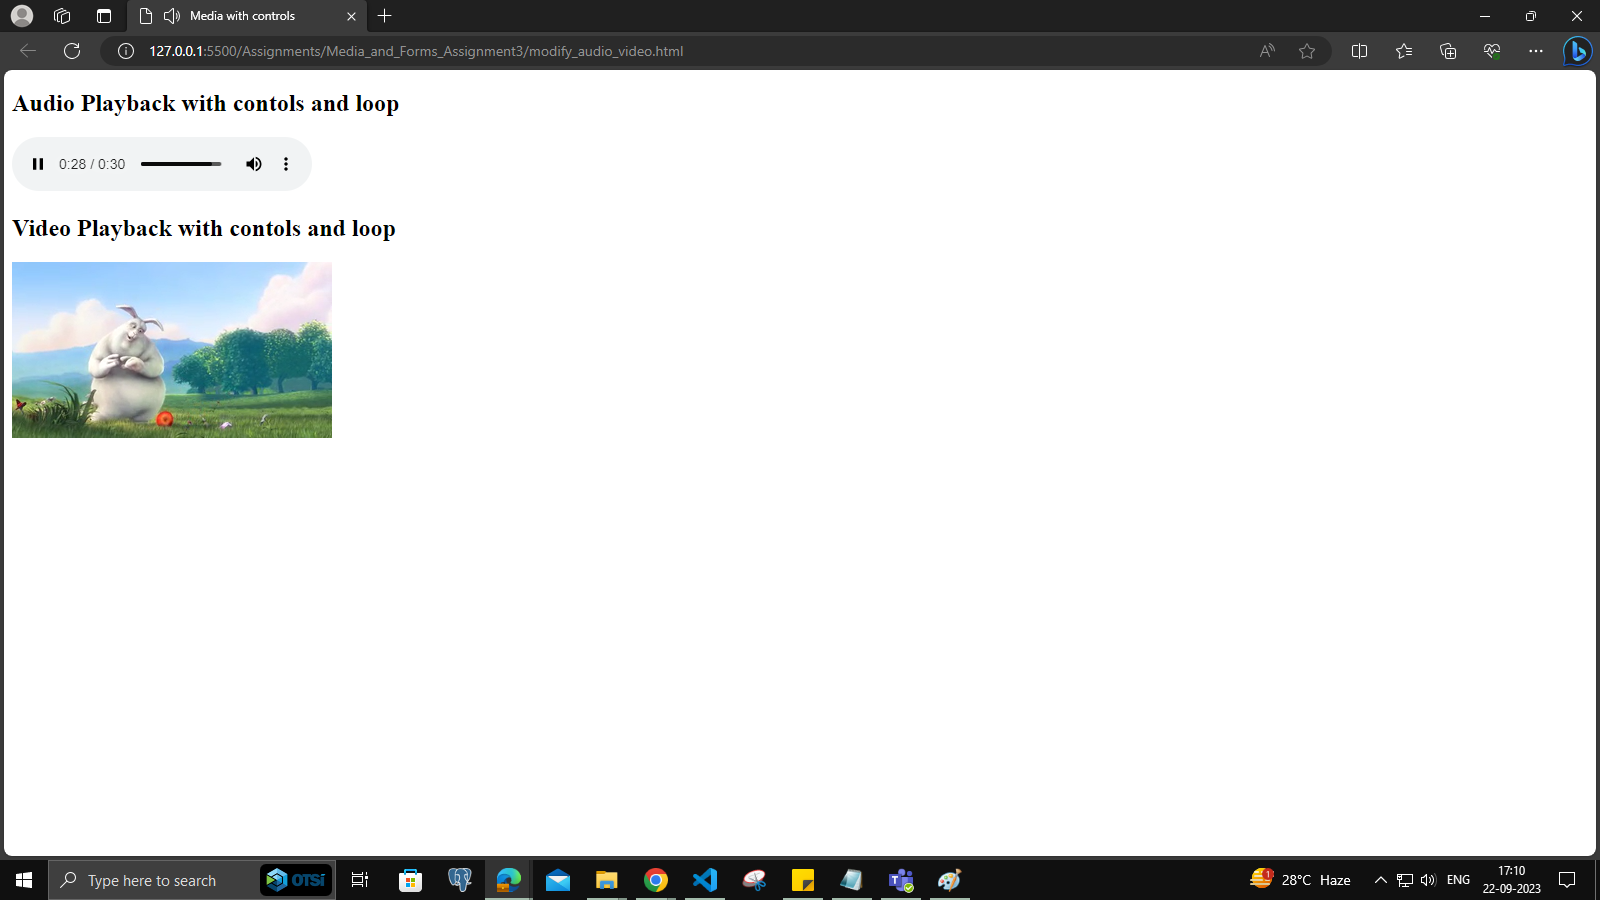 Media with controls
127.0.0.1:5500/Assignments/Media_and_Forms_Assignment3/modify_audio_video.html
Audio Playback with contols and loop
0:28 / 0:30
Video Playback with contols and loop
Type here to search
OTSi
1
28°C Haze
ENG
17:10
22-09-2023